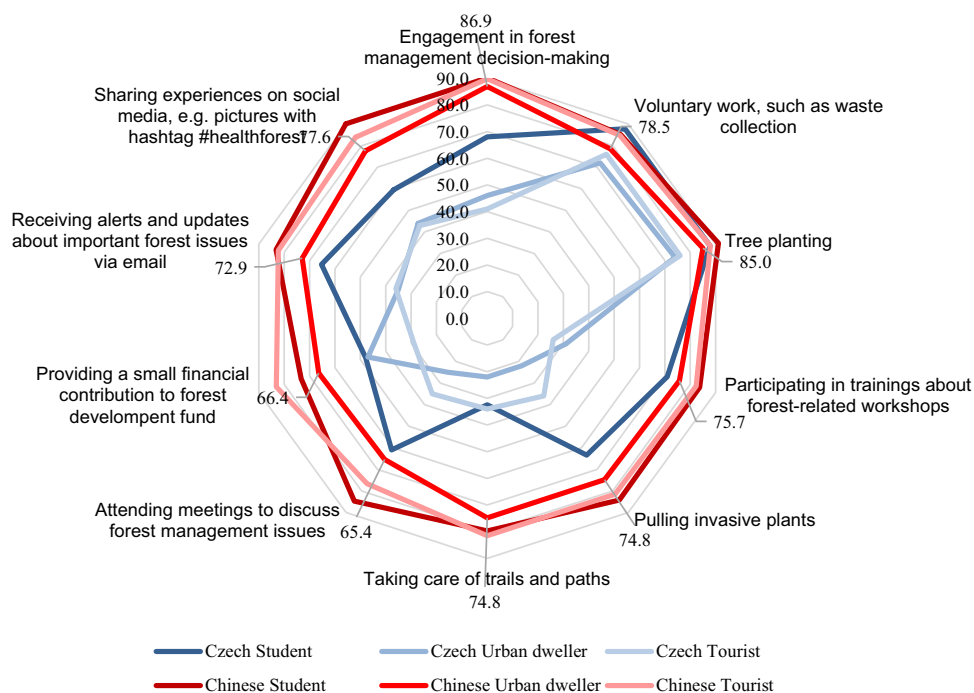 86.9
Engagement in forest
management decision-making
90.0
80.0
70.0
60.0
50.0
40.0
30.0
20.0
10.0
0.0
Voluntary work, such as waste
collection
78.5
Tree planting
85.0
Participating in trainings about
forest-related workshops
75.7
Pulling invasive plants
74.8
Taking care of trails and paths
74.8
Attending meetings to discuss
forest management issues
65.4
Providing a small financial
contribution to forest
develompent fund
66.4
Receiving alerts and updates
about important forest issues
via email
72.9
Sharing experiences on social
media, e.g. pictures with
hashtag #healthforest
77.6
Czech Student
Czech Urban dweller
Czech Tourist
Chinese Student
Chinese Urban dweller
Chinese Tourist